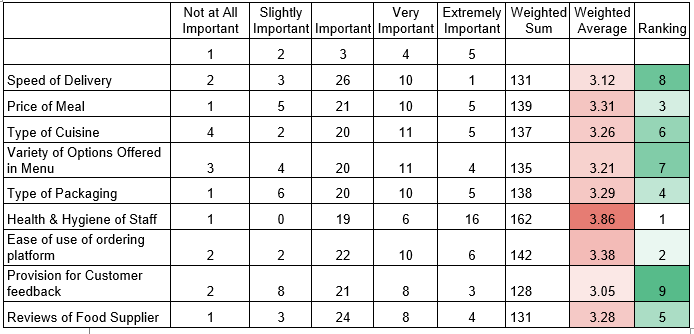 Not at All Important Slightly Important Important Very Important Extremely Important Weighted Sum Weighted Average Ranking
1 2 3 4 5
Speed of Delivery 2 3 26 10 1 131 3.12 8
Price of Meal 1 5 21 10 5 139 3.31 3
Type of Cuisine 4 2 20 11 5 137 3.26 6
Variety of Options Offered in Menu 3 4 20 11 4 135 3.21 7
Type of Packaging 1 6 20 10 5 138 3.29 4
Health & Hygiene of Staff 1 0 19 6 16 162 3.86 1
Ease of use of ordering platform 2 2 22 10 6 142 3.38 2
Provision for Customer feedback 2 8 21 8 3 128 3.05 9
Reviews of Food Supplier 1 3 24 8 4 131 3.28 5